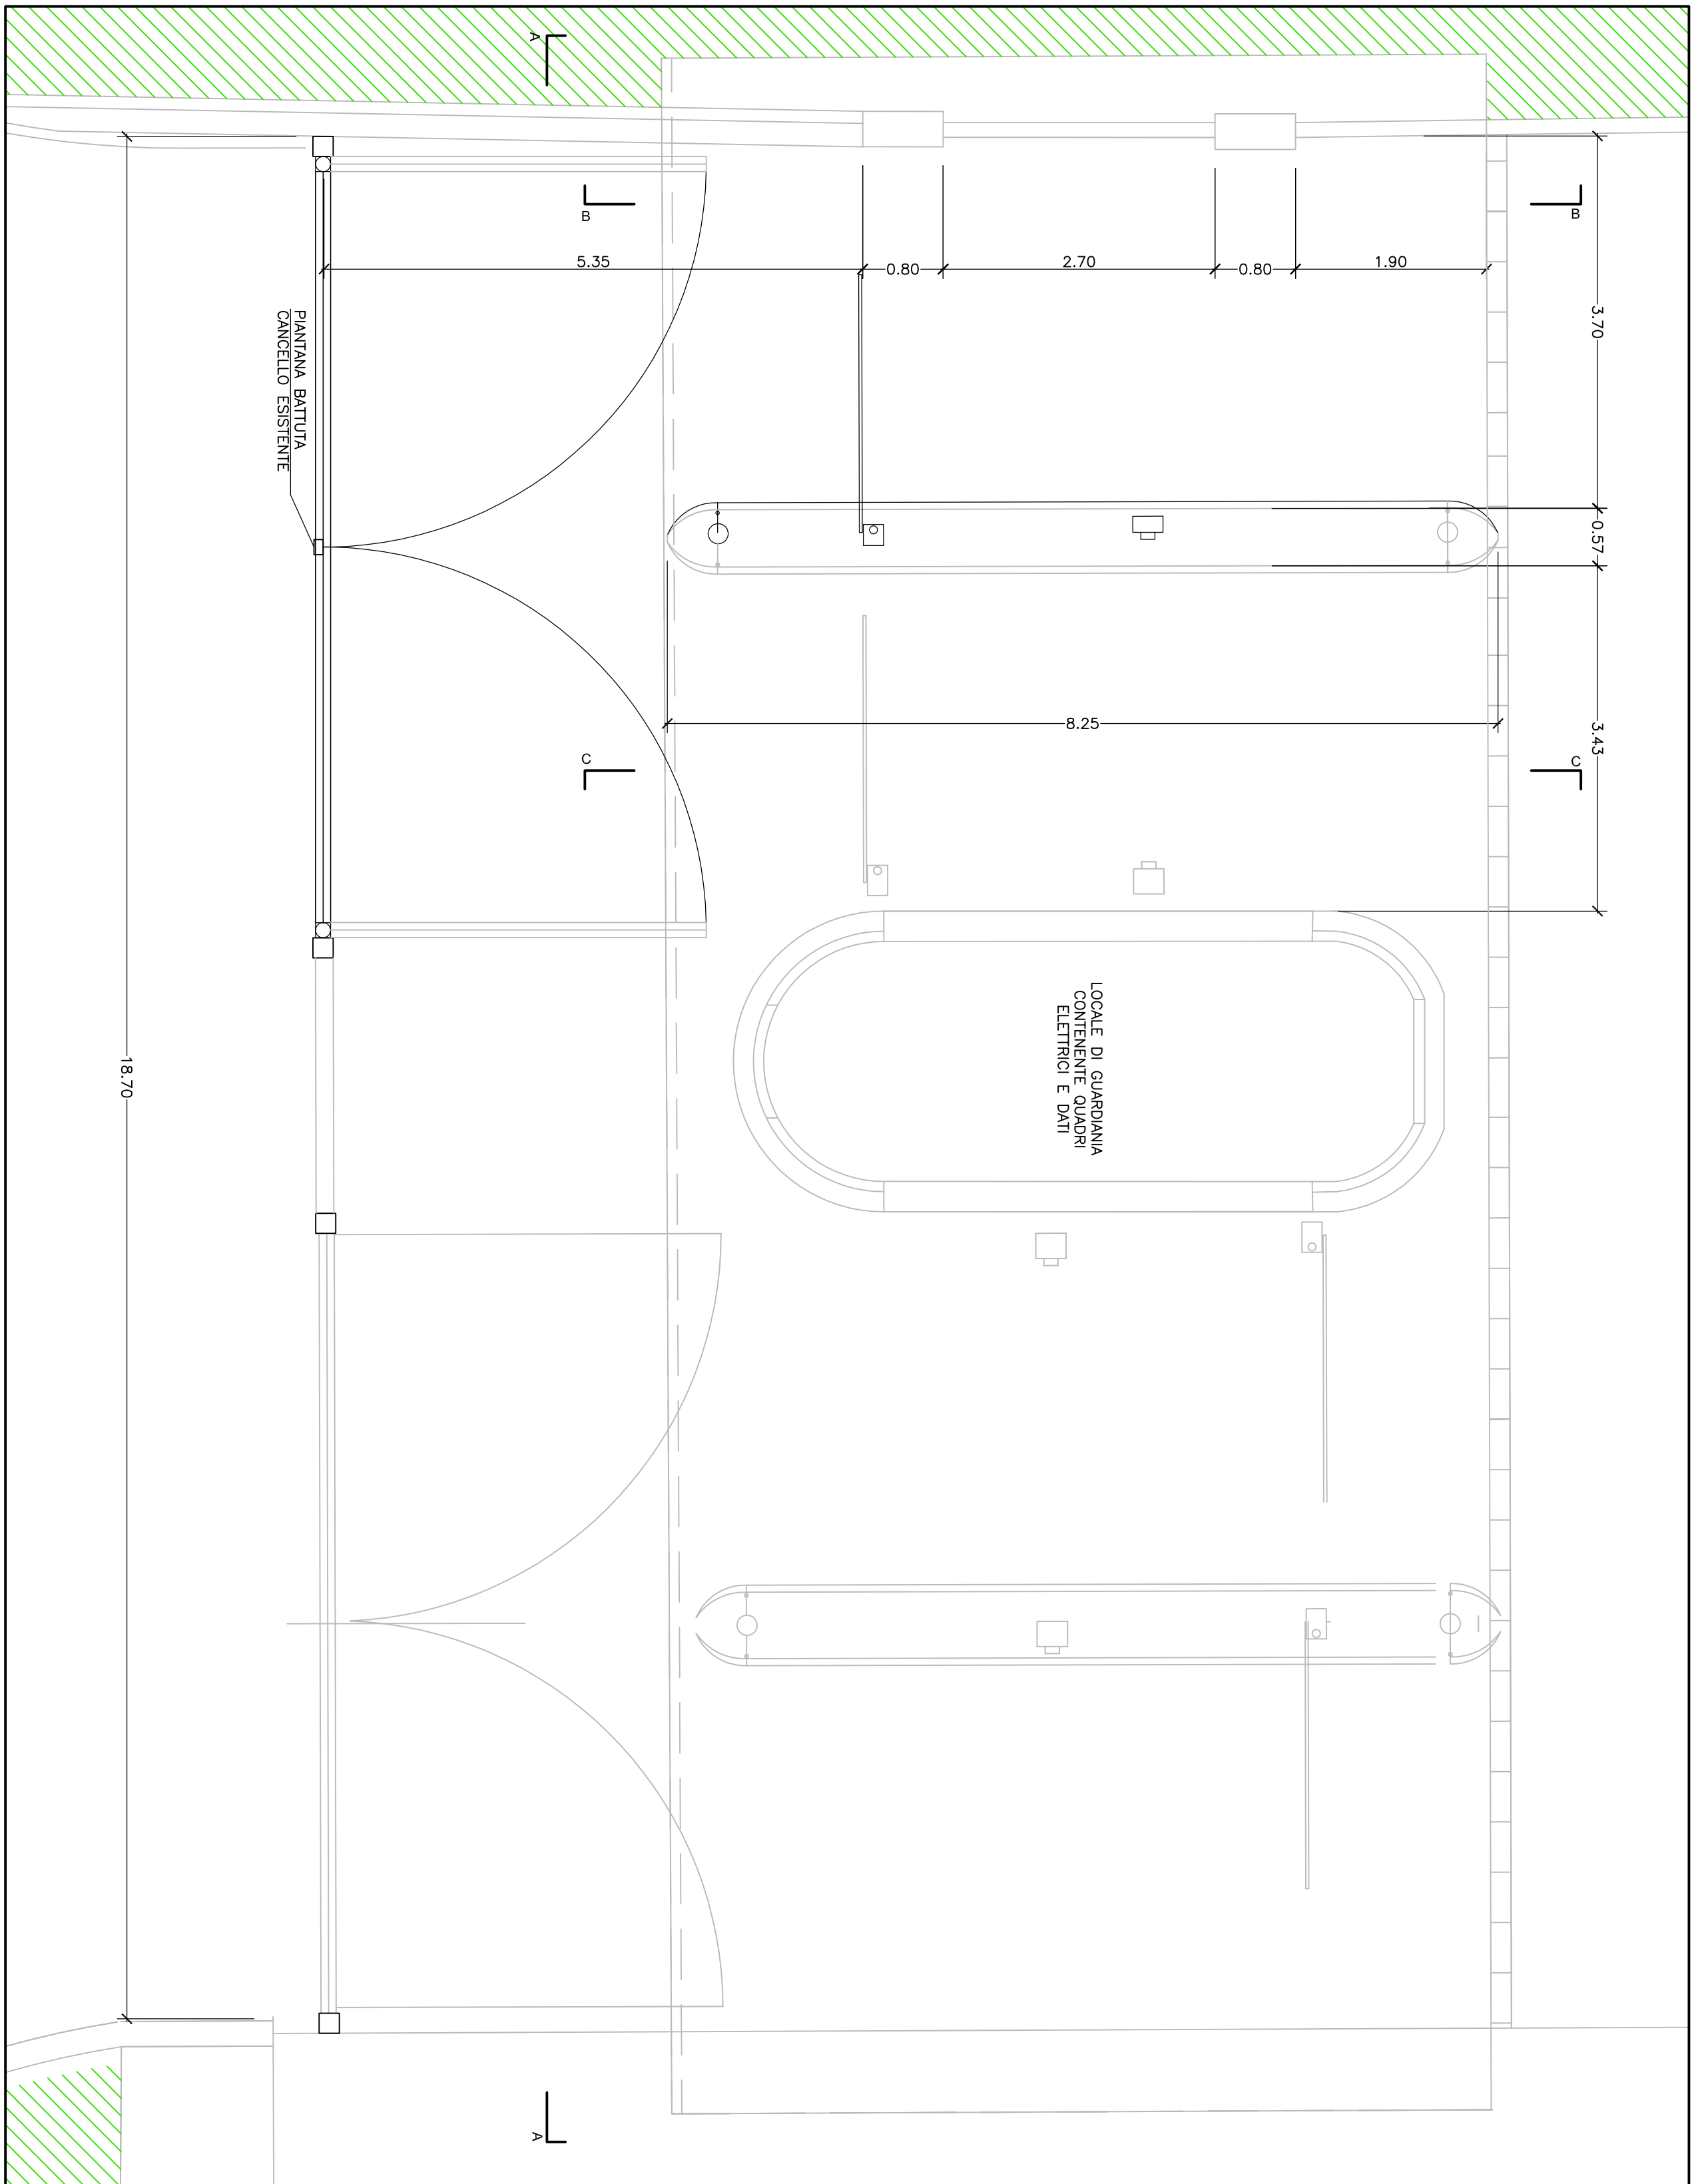 A
B
B
5.35
0.80
2.70
0.80
1.90
3.70
PIANTANA BATTUTA
CANCELLO ESISTENTE
0.57
8.25
3.43
C
C
LOCALE DI GUARDIANIA
CONTENENTE QUADRI
ELETTRICI E DATI
18.70
A